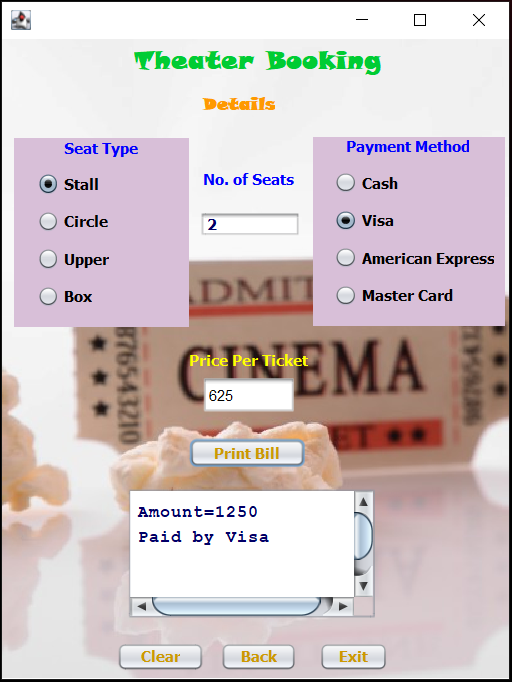 Theater Booking
Details
Seat Type
Stall
Circle
Upper
Box
No. of Seats
2
Payment Method
Cash
Visa
American Express
Master Card
ADMIT
CINEMA
876543210
Price Per Ticket
625
Print Bill
Amount=1250
Paid by Visa
Clear
Back
Exit